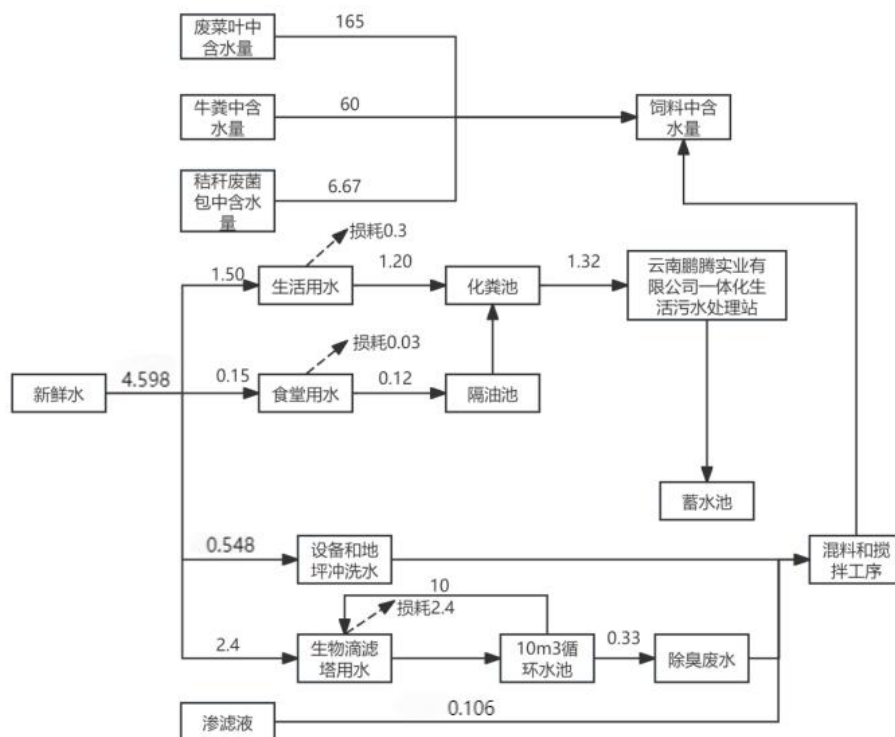 废菜叶中
含水量
165
牛粪中含
水量
60
饲料中含
水量
秸秆废菌
包中含水
量
6.67
损耗0.3
1.50
生活用水
1.20
化粪池
1.32
云南鹏腾实业有
限公司一体化生
活污水处理站
损耗0.03
新鲜水
4.598
0.15
食堂用水
0.12
隔油池
蓄水池
0.548
设备和地
坪冲洗水
混料和搅
拌工序
10
损耗2.4
2.4
生物滴滤
塔用水
10m3循
环水池
0.33
除臭废水
渗滤液
0.106